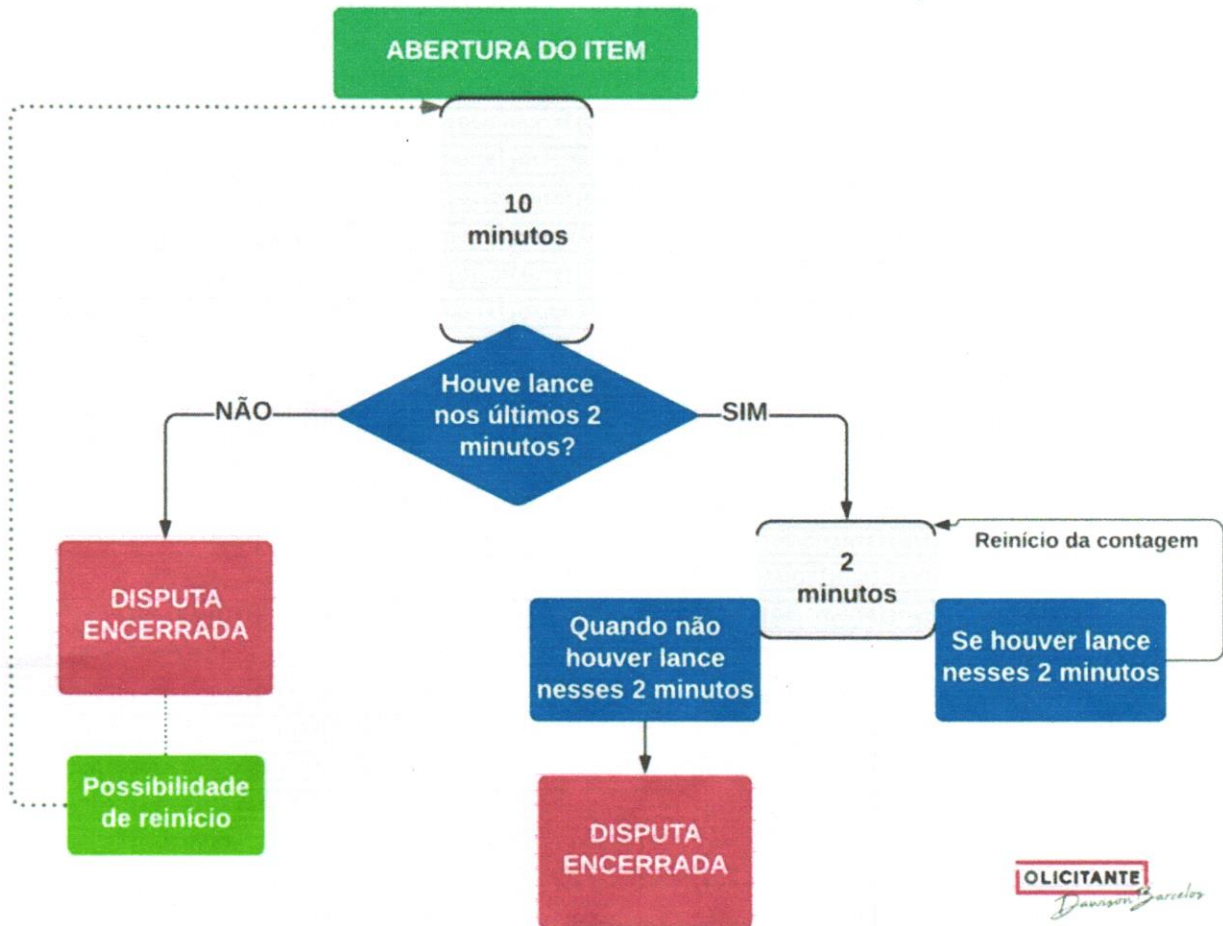 ABERTURA DO ITEM
10
minutos
Houve lance
nos últimos 2
minutos?
NÃO
SIM
DISPUTA
ENCERRADA
Possibilidade
de reinício
2
minutos
Reinício da contagem
Quando não
houver lance
nesses 2 minutos
Se houver lance
nesses 2 minutos
DISPUTA
ENCERRADA
OLICITANTE
Dawison Barcelos